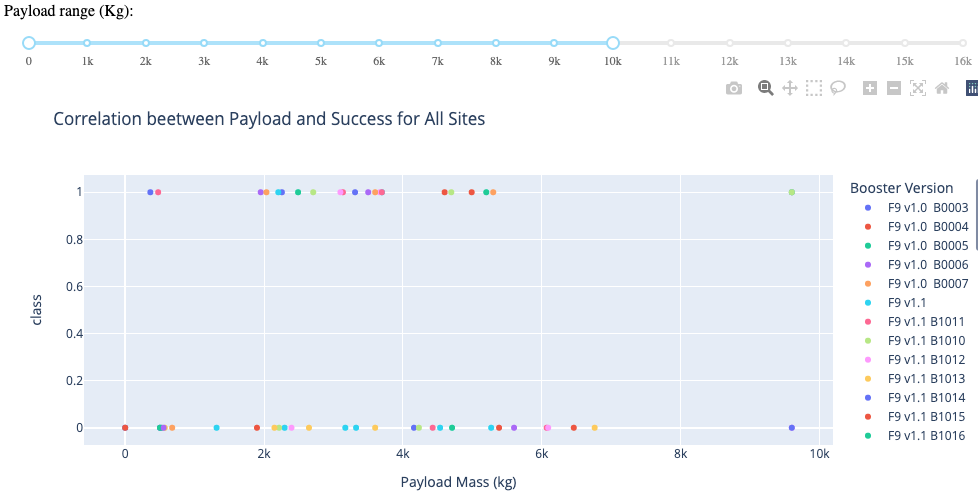 Payload range (Kg):
0 1k 2k 3k 4k 5k 6k 7k 8k 9k 10k 11k 12k 13k 14k 15k 16k
Correlation beetween Payload and Success for All Sites
1
0.8
0.6
0.4
0.2
0
class
0 2k 4k 6k 8k 10k
Payload Mass (kg)
Booster Version
F9 v1.0  B0003
F9 v1.0  B0004
F9 v1.0  B0005
F9 v1.0  B0006
F9 v1.0  B0007
F9 v1.1
F9 v1.1 B1011
F9 v1.1 B1010
F9 v1.1 B1012
F9 v1.1 B1013
F9 v1.1 B1014
F9 v1.1 B1015
F9 v1.1 B1016